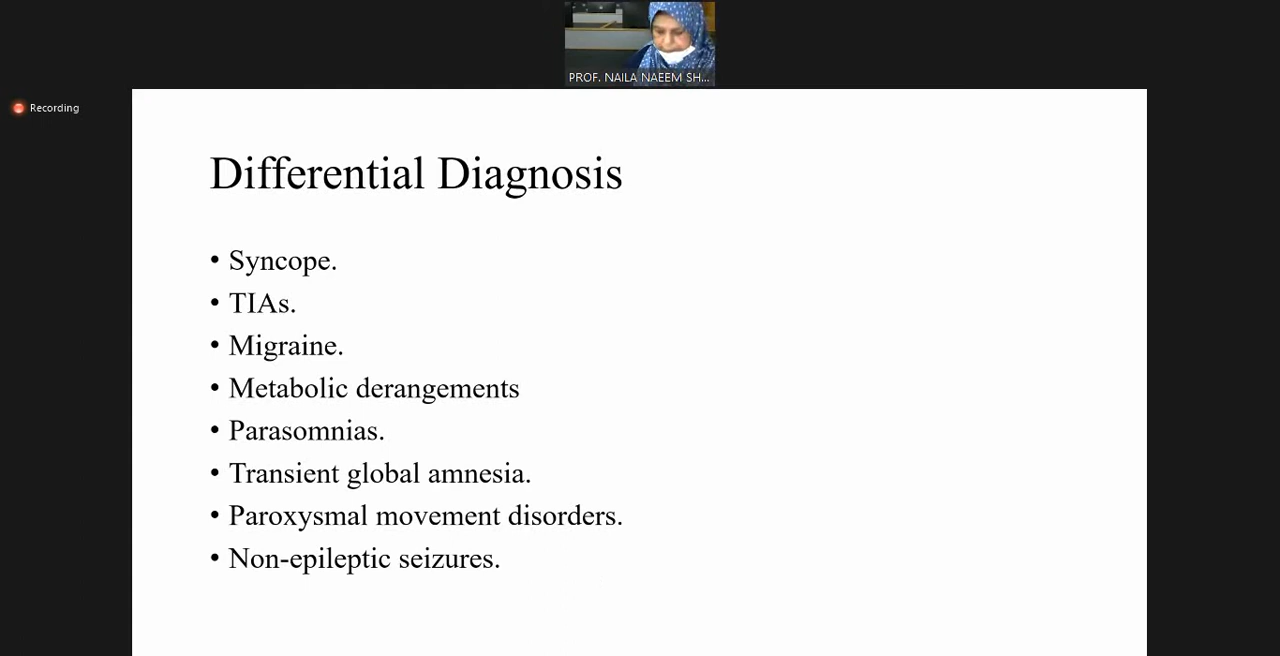 PROF. NAILA NAEEM SH...
Recording
Differential Diagnosis
• Syncope.
• TIAs.
• Migraine.
• Metabolic derangements
• Parasomnias.
• Transient global amnesia.
• Paroxysmal movement disorders.
• Non-epileptic seizures.